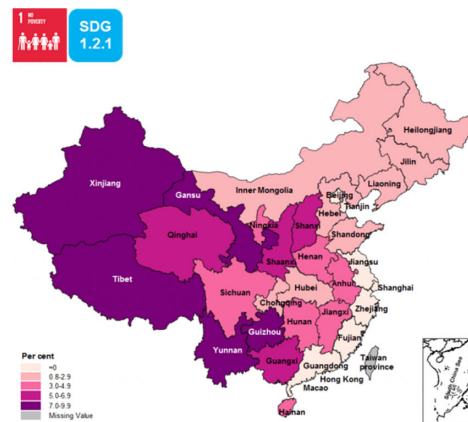 1 NO POVERTY
SDG
1.2.1
Heilongjiang
Jilin
Xinjiang
Liaoning
Gansu
Inner Mongolia
Beijing
Tianjin
Hebei
Ningxia
Shanxi
Shandong
Qinghai
Shaanxi
Henan
Jiangsu
Tibet
Sichuan
Hubei
Anhui
Shanghai
Chongqing
Zhejiang
Hunan
Jiangxi
Guizhou
Fujian
Yunnan
Guangxi
Guangdong
Taiwan province
Hong Kong
Macao
Hainan
South China Sea
Per cent
≈0
0.8-2.9
3.0-4.9
5.0-6.9
7.0-9.9
Missing Value